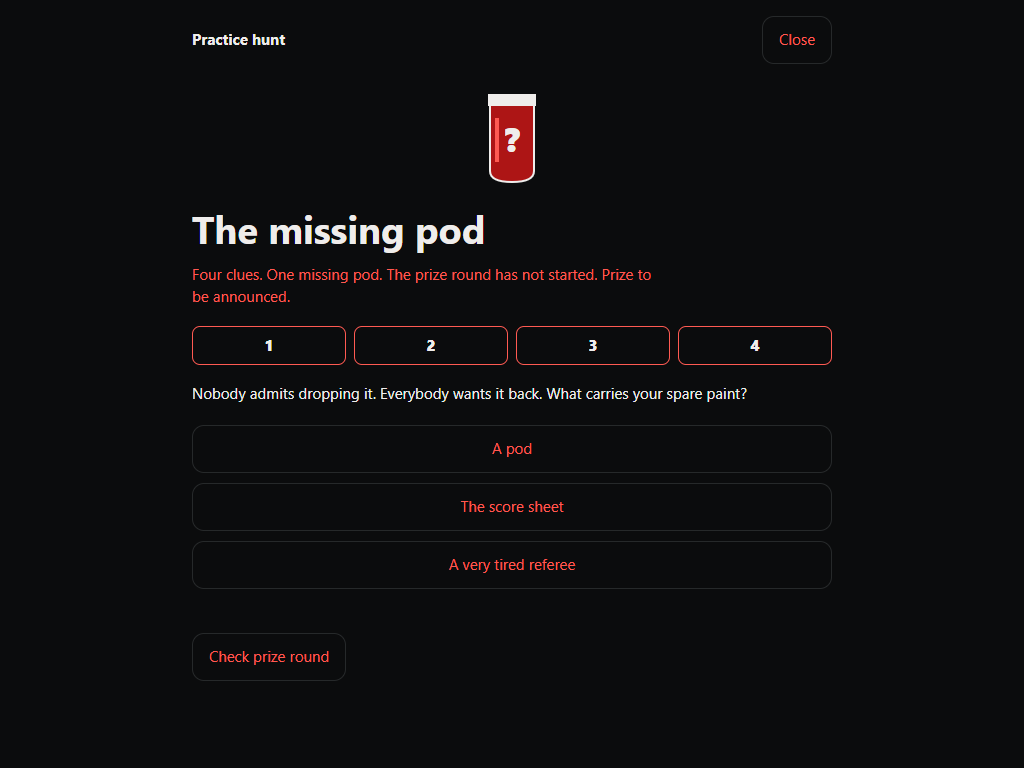 Practice hunt
Close
?
The missing pod
Four clues. One missing pod. The prize round has not started. Prize to
be announced.
1
2
3
4
Nobody admits dropping it. Everybody wants it back. What carries your spare paint?
A pod
The score sheet
A very tired referee
Check prize round